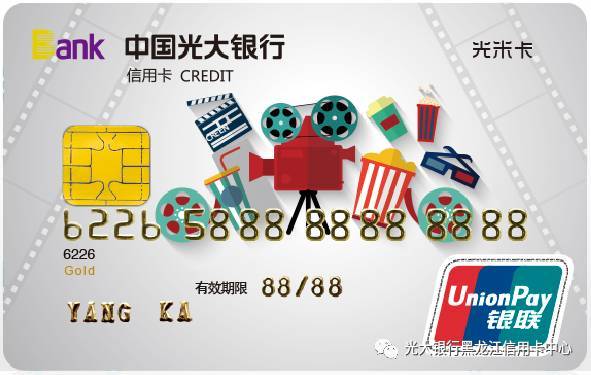 Bank 中国光大银行 光米卡
信用卡 CREDIT
SCREEN
6226 5888 8888 8888
6226
Gold
有效期限 88/88
YANG KA
UnionPay
银联
光大银行黑龙江信用卡中心